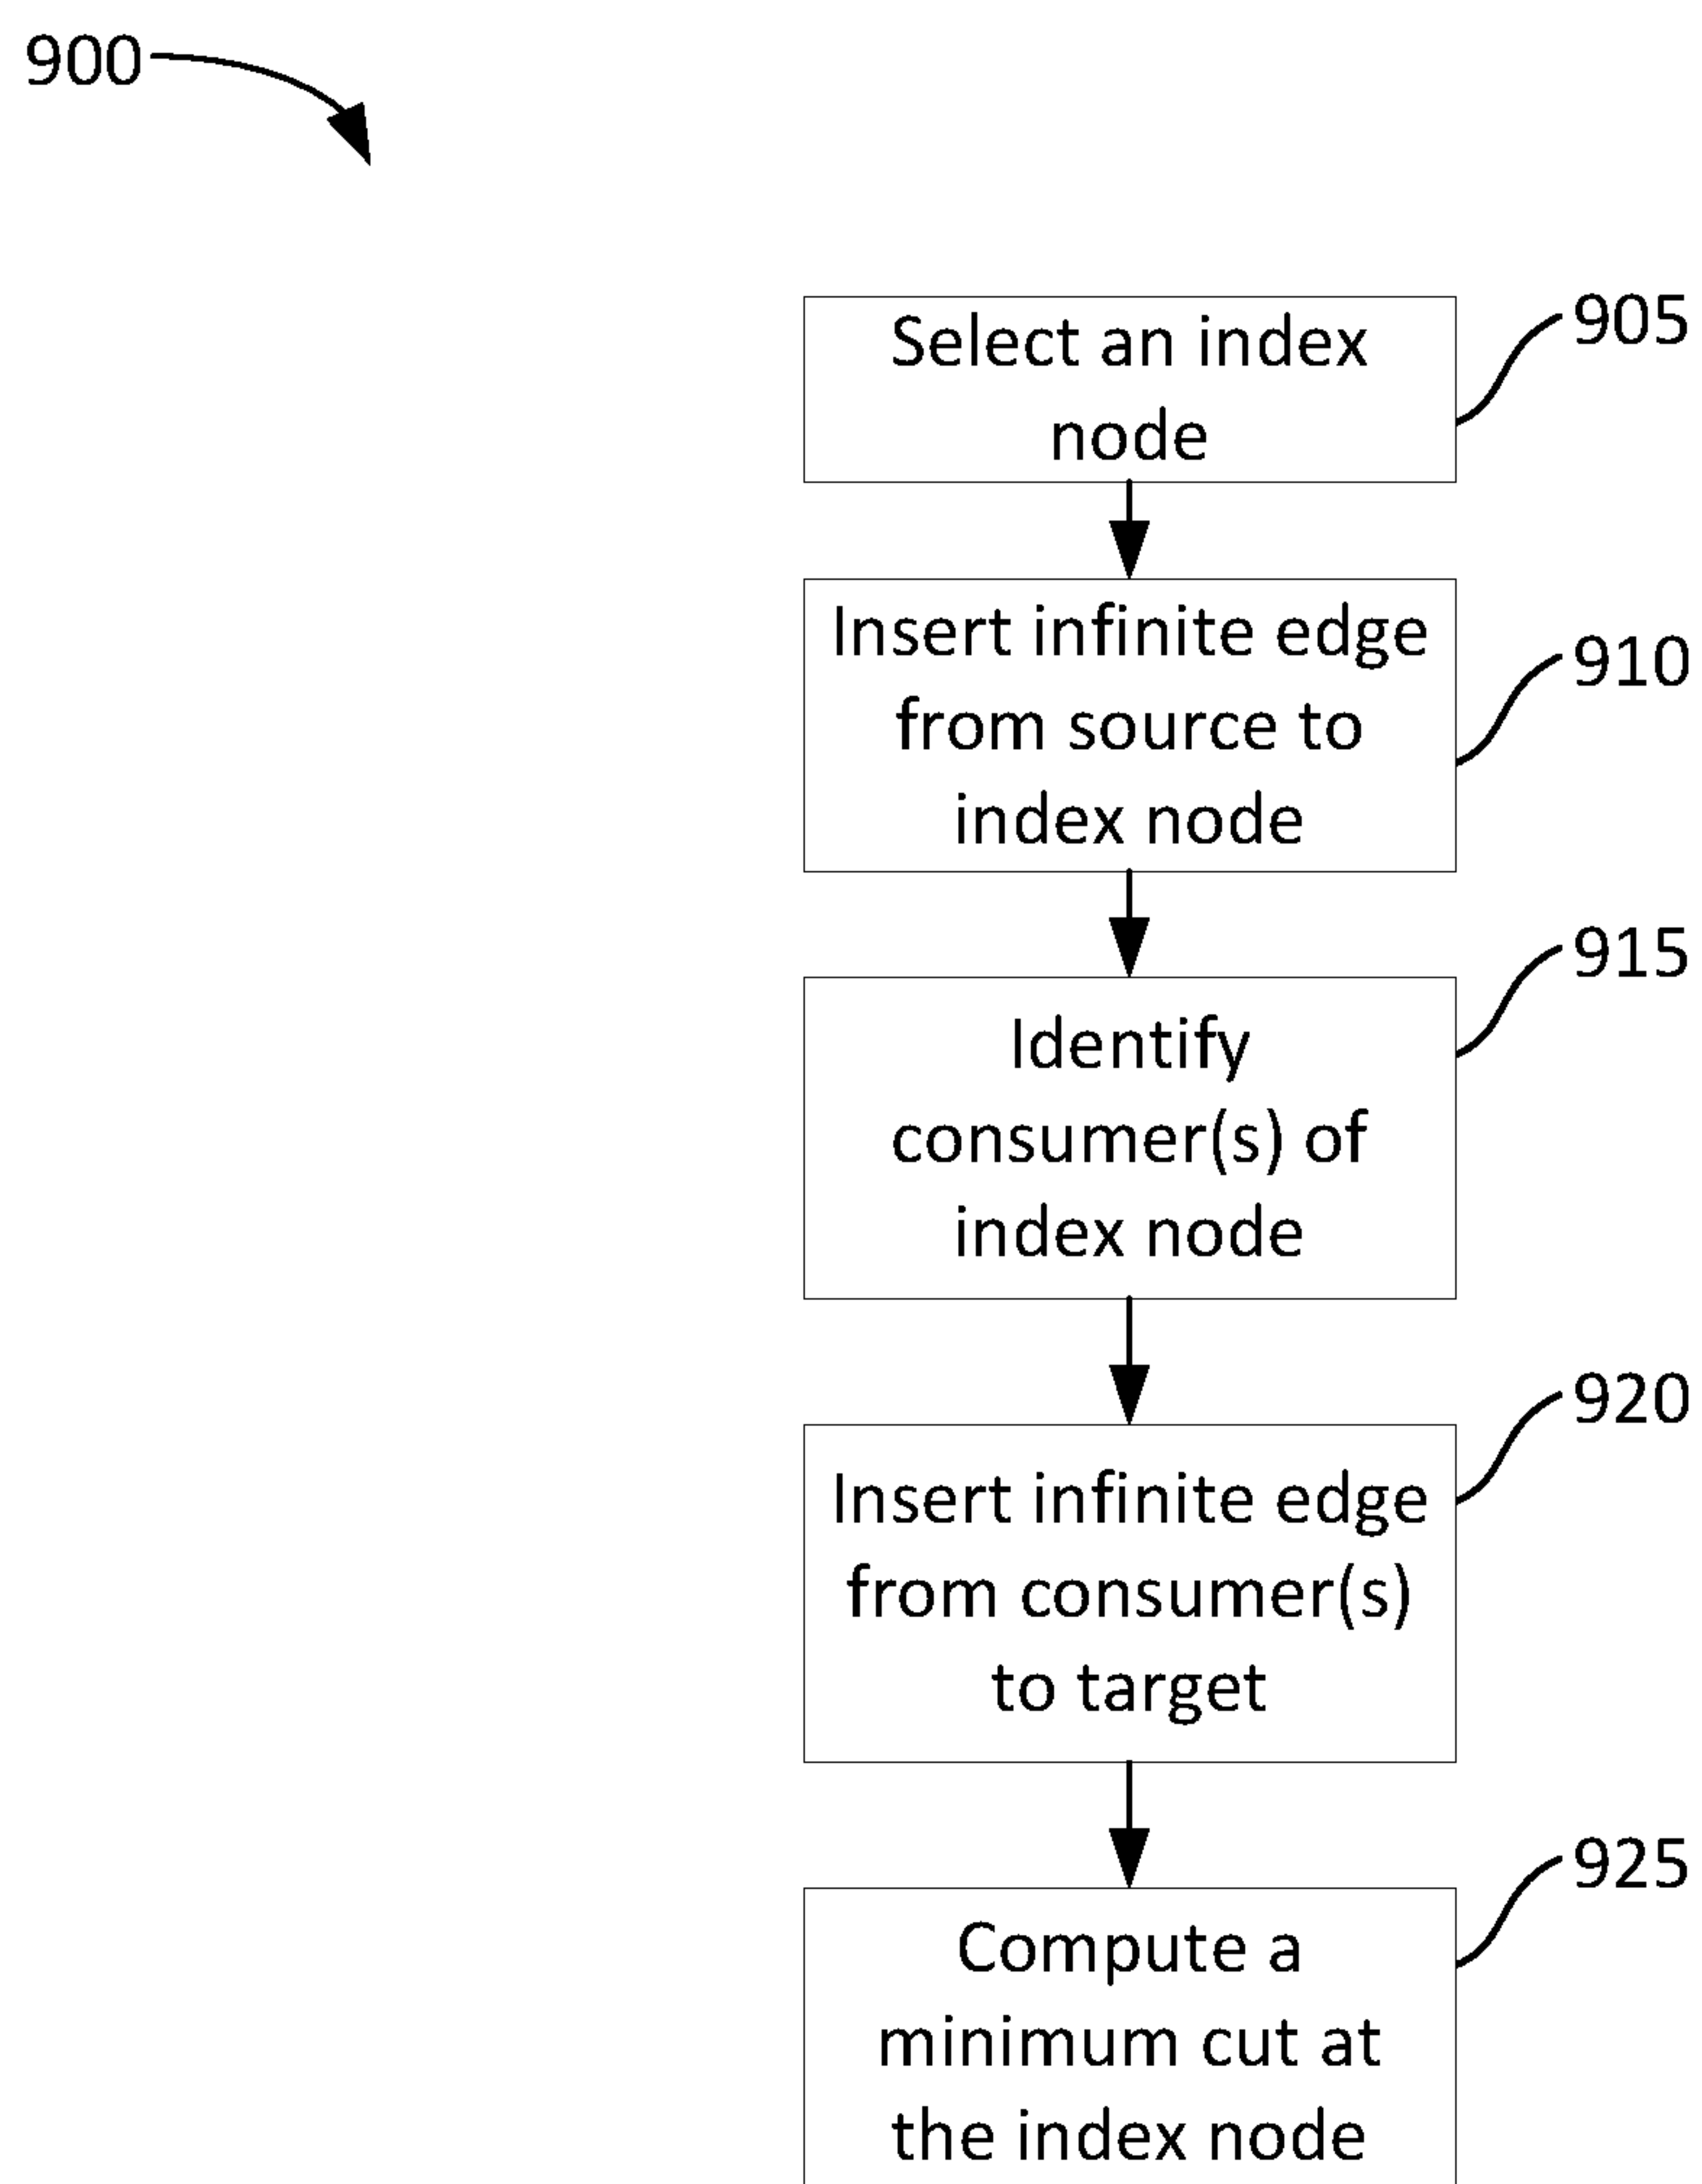 900
905
Select an index
node
910
Insert infinite edge
from source to
index node
915
Identify
consumer(s) of
index node
920
Insert infinite edge
from consumer(s)
to target
925
Compute a
minimum cut at
the index node